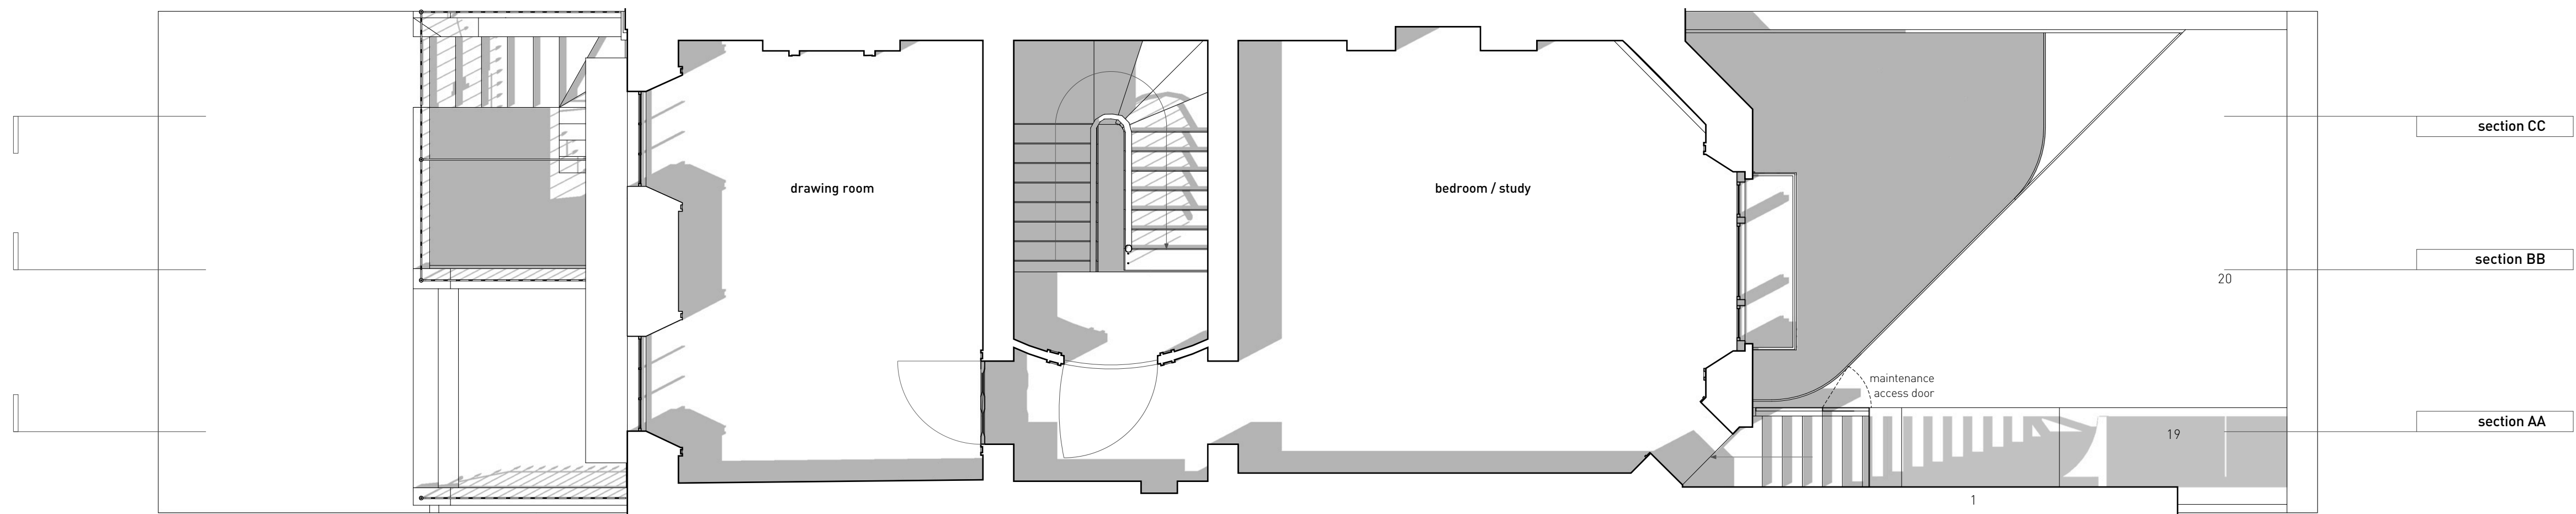 section CC
drawing room
bedroom / study
section BB
20
maintenance
access door
section AA
19
1